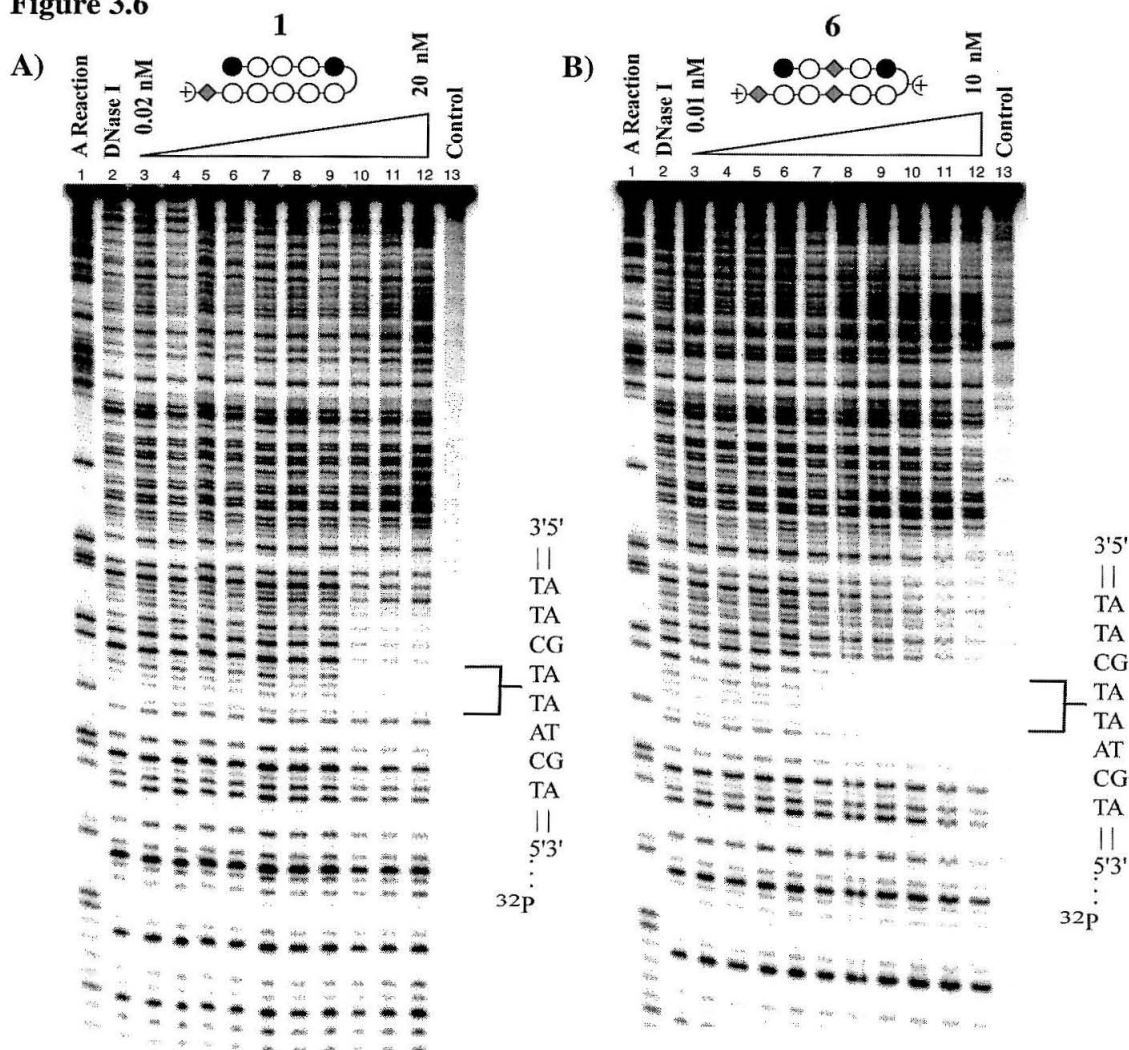 Figure 3.6
A)
1
A Reaction
DNase I
0.02 nM
20 nM
Control
1 2 3 4 5 6 7 8 9 10 11 12 13
3'5'
TA
TA
CG
TA
TA
AT
CG
TA
5'3'
32P
B)
6
A Reaction
DNase I
0.01 nM
10 nM
Control
1 2 3 4 5 6 7 8 9 10 11 12 13
3'5'
TA
TA
CG
TA
TA
AT
CG
TA
5'3'
32P